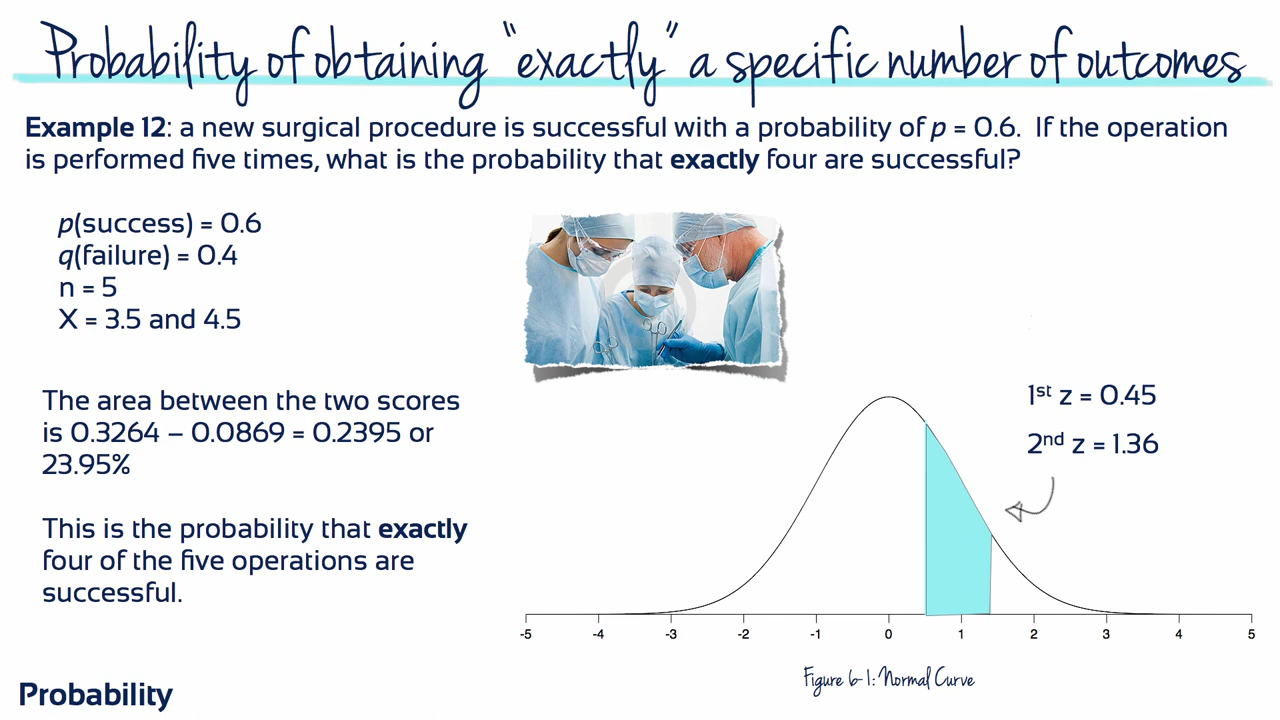 Probability of obtaining "exactly" a specific number of outcomes
Example 12: a new surgical procedure is successful with a probability of p = 0.6. If the operation
is performed five times, what is the probability that exactly four are successful?
p(success) = 0.6
q(failure) = 0.4
n = 5
X = 3.5 and 4.5
The area between the two scores
is 0.3264 – 0.0869 = 0.2395 or
23.95%
This is the probability that exactly
four of the five operations are
successful.
1st z = 0.45
2nd z = 1.36
-5 -4 -3 -2 -1 0 1 2 3 4 5
Figure 6-1: Normal Curve
Probability